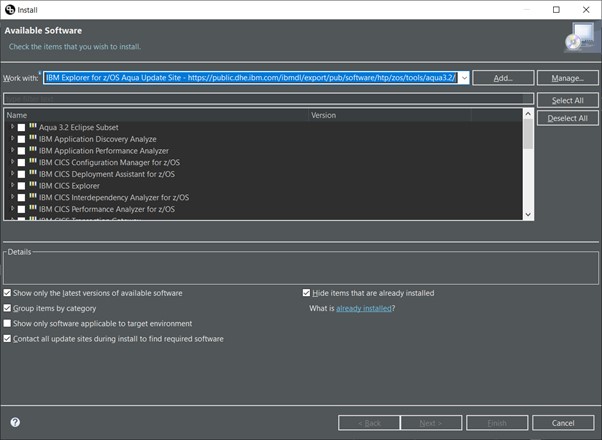 Install
Available Software
Check the items that you wish to install.
Work with: IBM Explorer for z/OS Aqua Update Site - https://public.dhe.ibm.com/ibmdl/export/pub/software/htp/zos/tools/aqua3.2/ Add... Manage...
Select All
Name Version Deselect All
Aqua 3.2 Eclipse Subset
IBM Application Discovery Analyze
IBM Application Performance Analyzer
IBM CICS Configuration Manager for z/OS
IBM CICS Deployment Assistant for z/OS
IBM CICS Explorer
IBM CICS Interdependency Analyzer for z/OS
IBM CICS Performance Analyzer for z/OS
IBM CICS Transaction Gateway
Details
Show only the latest versions of available software Hide items that are already installed
Group items by category What is already installed?
Show only software applicable to target environment
Contact all update sites during install to find required software
? < Back Next > Finish Cancel